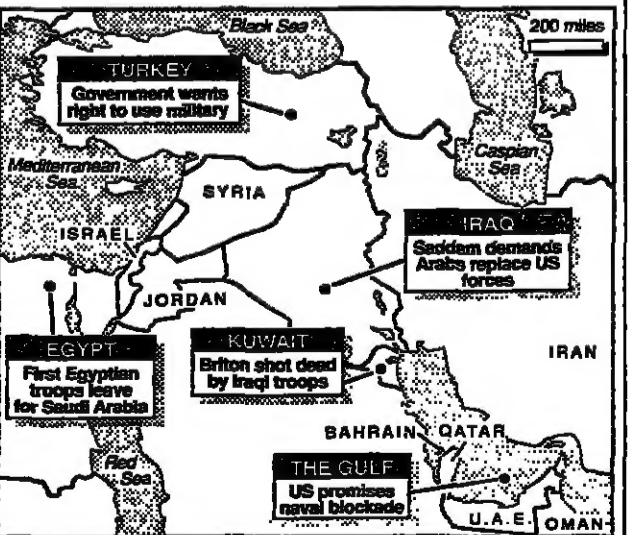 Black Sea
200 miles
TURKEY
Government wants
right to use military
Mediterranean
Sea
Caspian
Sea
SYRIA
ISRAEL
IRAQ
Saddam demands
Arabs replace US
forces
JORDAN
EGYPT
First Egyptian
troops leave
for Saudi Arabia
KUWAIT
Briton shot dead
by Iraqi troops
IRAN
BAHRAIN
QATAR
Red
Sea
THE GULF
US promises
naval blockade
U.A.E.
OMAN